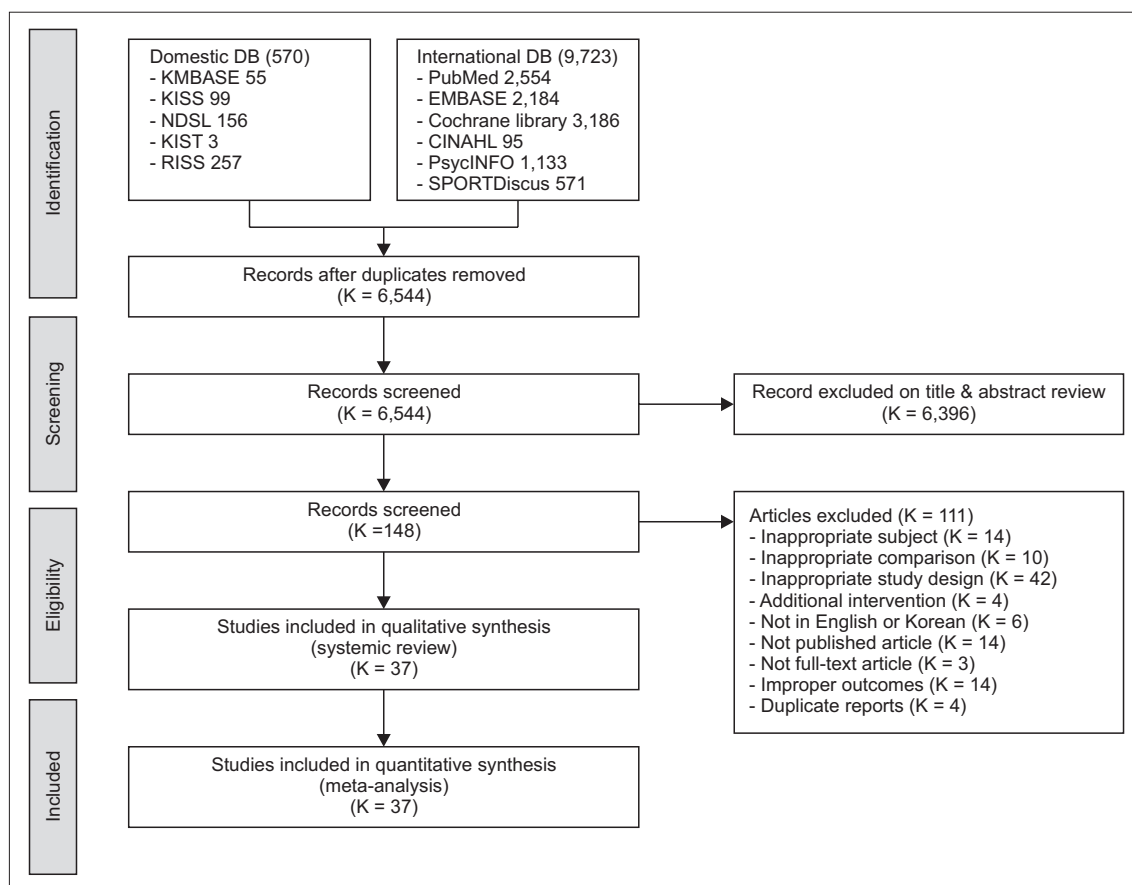 Identification
Domestic DB (570)
- KMBASE 55
- KISS 99
- NDSL 156
- KIST 3
- RISS 257
International DB (9,723)
- PubMed 2,554
- EMBASE 2,184
- Cochrane library 3,186
- CINAHL 95
- PsycINFO 1,133
- SPORTDiscus 571
Records after duplicates removed
(K = 6,544)
Screening
Records screened
(K = 6,544)
Record excluded on title & abstract review
(K = 6,396)
Eligibility
Records screened
(K =148)
Articles excluded (K = 111)
- Inappropriate subject (K = 14)
- Inappropriate comparison (K = 10)
- Inappropriate study design (K = 42)
- Additional intervention (K = 4)
- Not in English or Korean (K = 6)
- Not published article (K = 14)
- Not full-text article (K = 3)
- Improper outcomes (K = 14)
- Duplicate reports (K = 4)
Studies included in qualitative synthesis
(systemic review)
(K = 37)
Included
Studies included in quantitative synthesis
(meta-analysis)
(K = 37)